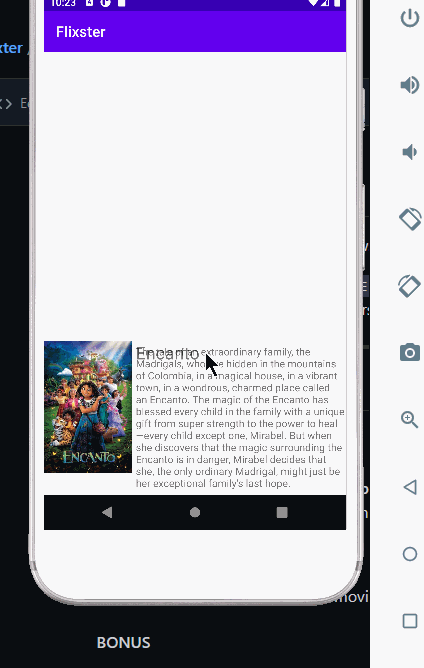 10:23
Flixster
xter
Encanto
The tale of an extraordinary family, the
Madrigals, who live hidden in the mountains
of Colombia, in a magical house, in a vibrant
town, in a wondrous, charmed place called
an Encanto. The magic of the Encanto has
blessed every child in the family with a unique
gift from super strength to the power to heal
—every child except one, Mirabel. But when
she discovers that the magic surrounding the
Encanto is in danger, Mirabel decides that
she, the only ordinary Madrigal, might just be
her exceptional family's last hope.
ENCANTO
movi
BONUS